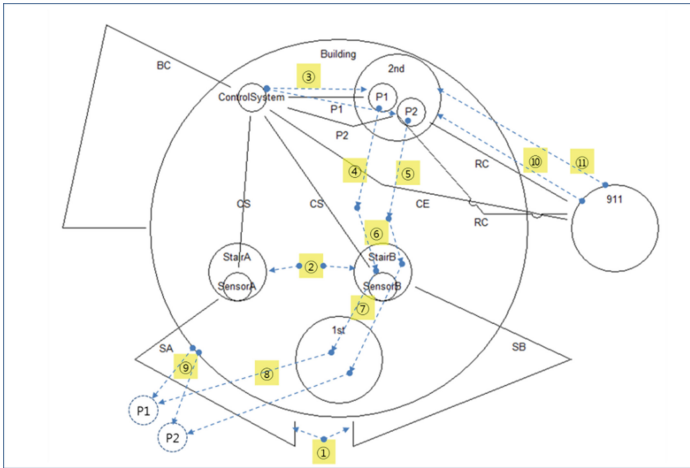 Building
BC
2nd
③
ControlSystem
P1
P1
P2
P2
RC
⑩
⑪
④
⑤
911
CS
CS
CE
RC
⑥
StairA
②
StairB
SensorA
SensorB
⑦
1st
SA
SB
⑨
⑧
P1
P2
①